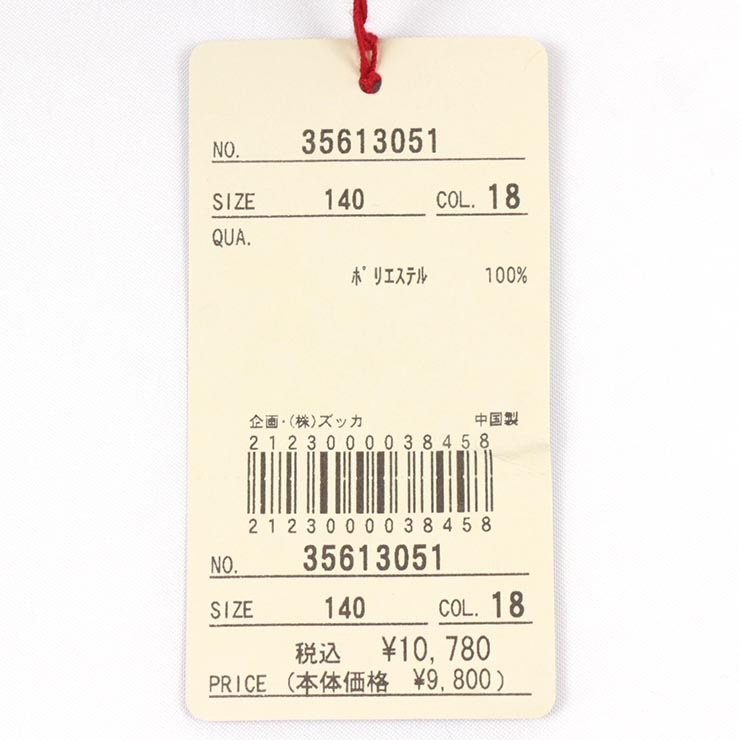 NO. 35613051
SIZE 140 COL. 18
QUA.
ﾎﾟﾘｴｽﾃﾙ 100%
企画・(株)ズッカ 中国製
2123000038458
2123000038458
NO. 35613051
SIZE 140 COL. 18
税込 ¥10,780
PRICE (本体価格 ¥9,800)